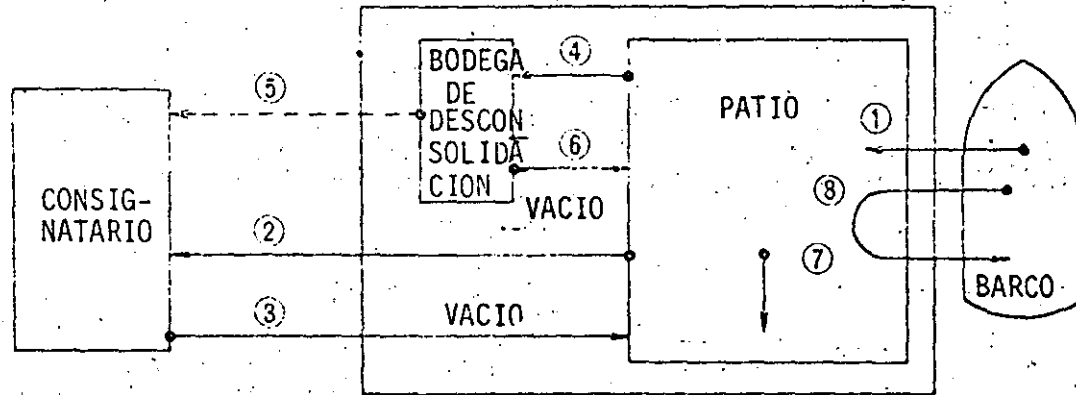 BODEGA
DE
DESCON
SOLIDA
CION
④
⑤
PATIO
①
⑥
⑧
CONSIG-
NATARIO
VACIO
②
⑦
BARCO
③
VACIO